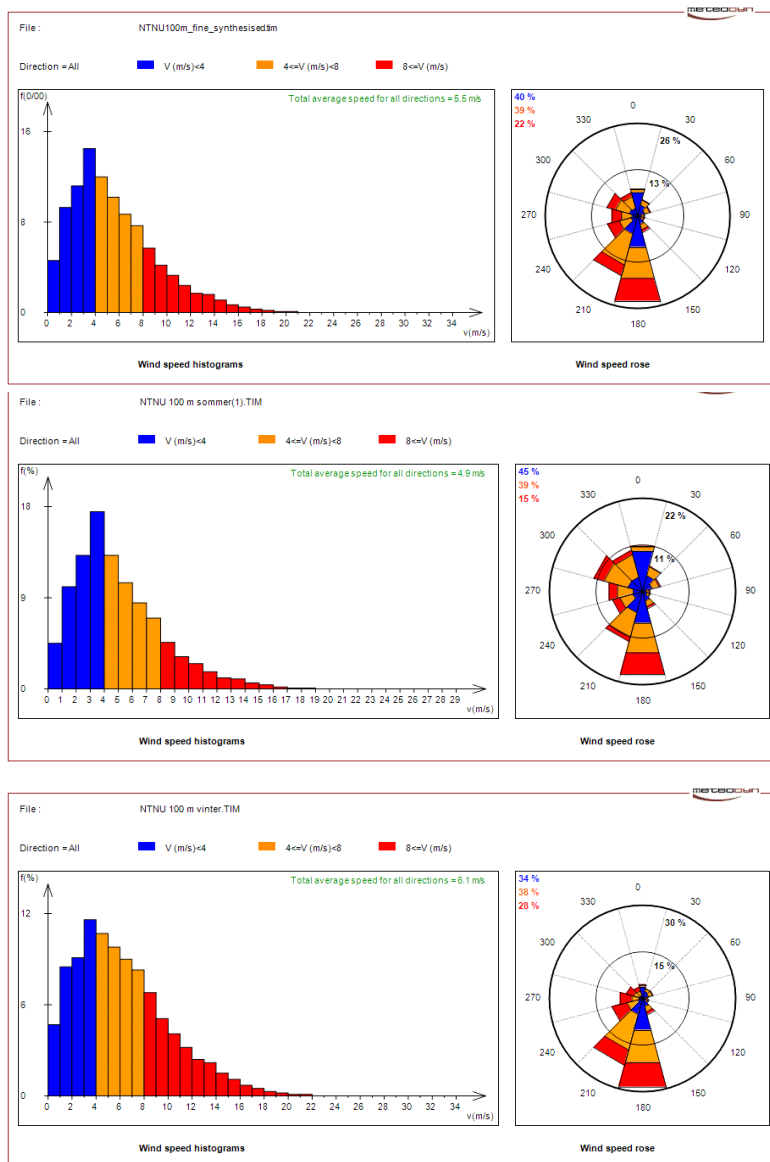 meteodyn
File : NTNU100m_fine_synthesised.tim
Direction = All V (m/s)<4 4<=V (m/s)<8 8<=V (m/s)
f(0/00) Total average speed for all directions = 5.5 m/s
16
8
0
0 2 4 6 8 10 12 14 16 18 20 22 24 26 28 30 32 34
v(m/s)
Wind speed histograms
40 %
39 %
22 %
0
330 30
26 %
300 60
13 %
270 90
240 120
210 150
180
Wind speed rose
File : NTNU 100 m sommer(1).TIM
Direction = All V (m/s)<4 4<=V (m/s)<8 8<=V (m/s)
f(%) Total average speed for all directions = 4.9 m/s
18
9
0
0 1 2 3 4 5 6 7 8 9 10 11 12 13 14 15 16 17 18 19 20 21 22 23 24 25 26 27 28 29
v(m/s)
Wind speed histograms
45 %
39 %
15 %
0
330 30
22 %
300 60
11 %
270 90
240 120
210 150
180
Wind speed rose
meteodyn
File : NTNU 100 m vinter.TIM
Direction = All V (m/s)<4 4<=V (m/s)<8 8<=V (m/s)
f(%) Total average speed for all directions = 6.1 m/s
12
6
0
0 2 4 6 8 10 12 14 16 18 20 22 24 26 28 30 32 34
v(m/s)
Wind speed histograms
34 %
38 %
28 %
0
330 30
30 %
300 60
15 %
270 90
240 120
210 150
180
Wind speed rose